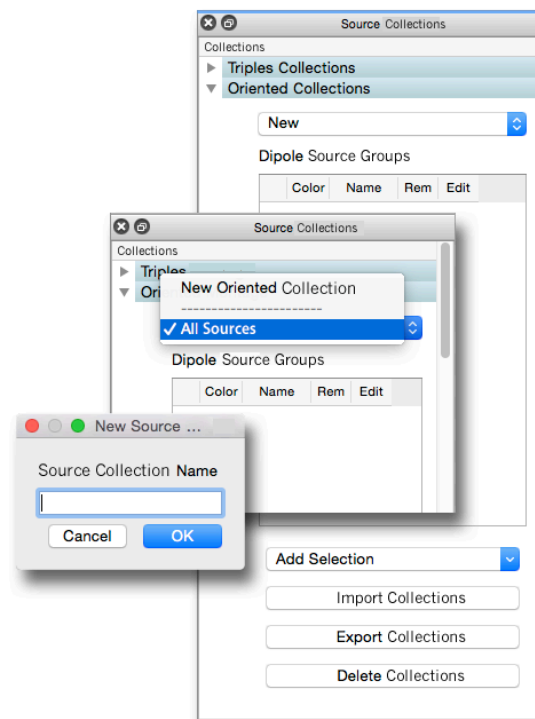 Source Collections
Collections
Triples Collections
Oriented Collections
New
Dipole Source Groups
Color Name Rem Edit
Source Collections
Collections
Triples
Ori
New Oriented Collection
-----------------------
✓ All Sources
Dipole Source Groups
Color Name Rem Edit
New Source ...
Source Collection Name
Cancel OK
Add Selection
Import Collections
Export Collections
Delete Collections